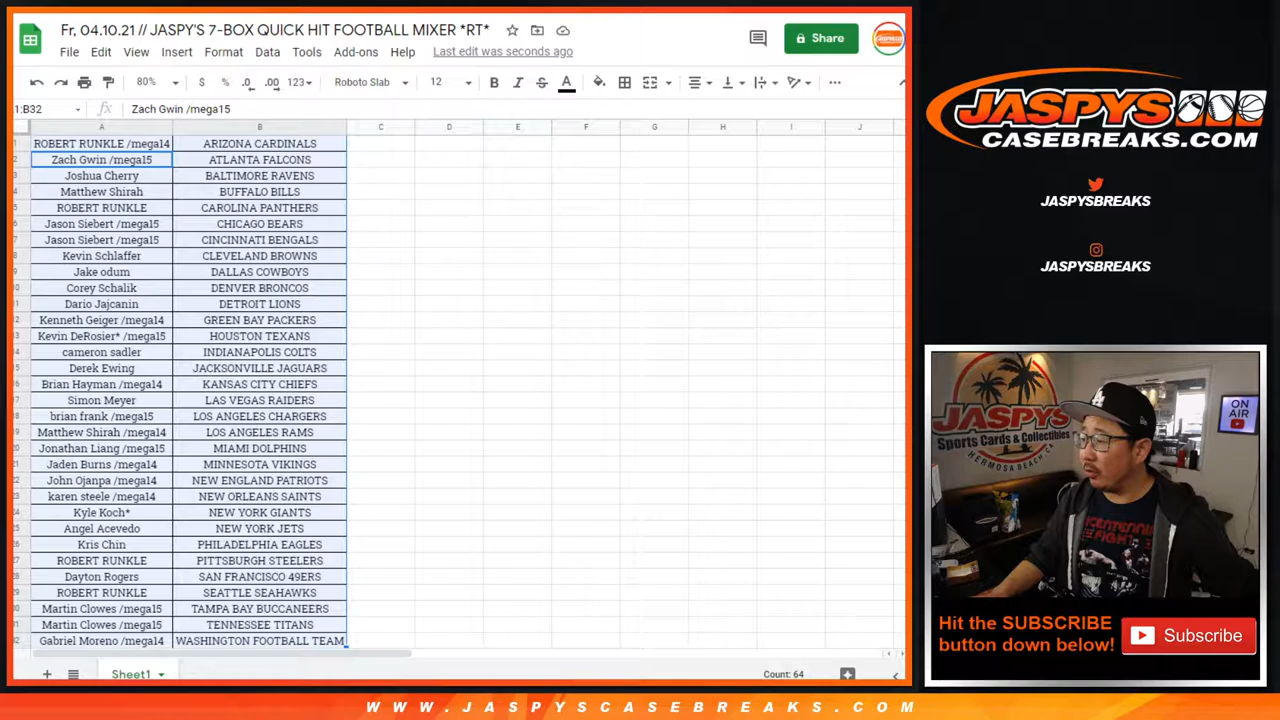 Fr, 04.10.21 // JASPY'S 7-BOX QUICK HIT FOOTBALL MIXER *RT*
File Edit View Insert Format Data Tools Add-ons Help Last edit was seconds ago
Share
80% $ % .0 .00 123 Roboto Slab 12 B I S A
1:B32 fx Zach Gwin /mega15
A B C D E F G H I J
ROBERT RUNKLE /mega14 ARIZONA CARDINALS
Zach Gwin /mega15 ATLANTA FALCONS
Joshua Cherry BALTIMORE RAVENS
Matthew Shirah BUFFALO BILLS
ROBERT RUNKLE CAROLINA PANTHERS
Jason Siebert /mega15 CHICAGO BEARS
Jason Siebert /mega15 CINCINNATI BENGALS
Kevin Schlaffer CLEVELAND BROWNS
Jake odum DALLAS COWBOYS
Corey Schalik DENVER BRONCOS
Dario Jajcanin DETROIT LIONS
Kenneth Geiger /mega14 GREEN BAY PACKERS
Kevin DeRosier* /mega15 HOUSTON TEXANS
cameron sadler INDIANAPOLIS COLTS
Derek Ewing JACKSONVILLE JAGUARS
Brian Hayman /mega14 KANSAS CITY CHIEFS
Simon Meyer LAS VEGAS RAIDERS
brian frank /mega15 LOS ANGELES CHARGERS
Matthew Shirah /mega14 LOS ANGELES RAMS
Jonathan Liang /mega15 MIAMI DOLPHINS
Jaden Burns /mega14 MINNESOTA VIKINGS
John Ojanpa /mega14 NEW ENGLAND PATRIOTS
karen steele /mega14 NEW ORLEANS SAINTS
Kyle Koch* NEW YORK GIANTS
Angel Acevedo NEW YORK JETS
Kris Chin PHILADELPHIA EAGLES
ROBERT RUNKLE PITTSBURGH STEELERS
Dayton Rogers SAN FRANCISCO 49ERS
ROBERT RUNKLE SEATTLE SEAHAWKS
Martin Clowes /mega15 TAMPA BAY BUCCANEERS
Martin Clowes /mega15 TENNESSEE TITANS
Gabriel Moreno /mega14 WASHINGTON FOOTBALL TEAM
Sheet1 Count: 64
JASPYS
CASEBREAKS.COM
JASPYSBREAKS
JASPYSBREAKS
JASPYS
Sports Cards & Collectibles
HERMOSA BEACH, CA
ON AIR
Hit the SUBSCRIBE
button down below!
Subscribe
WWW.JASPYSCASEBREAKS.COM